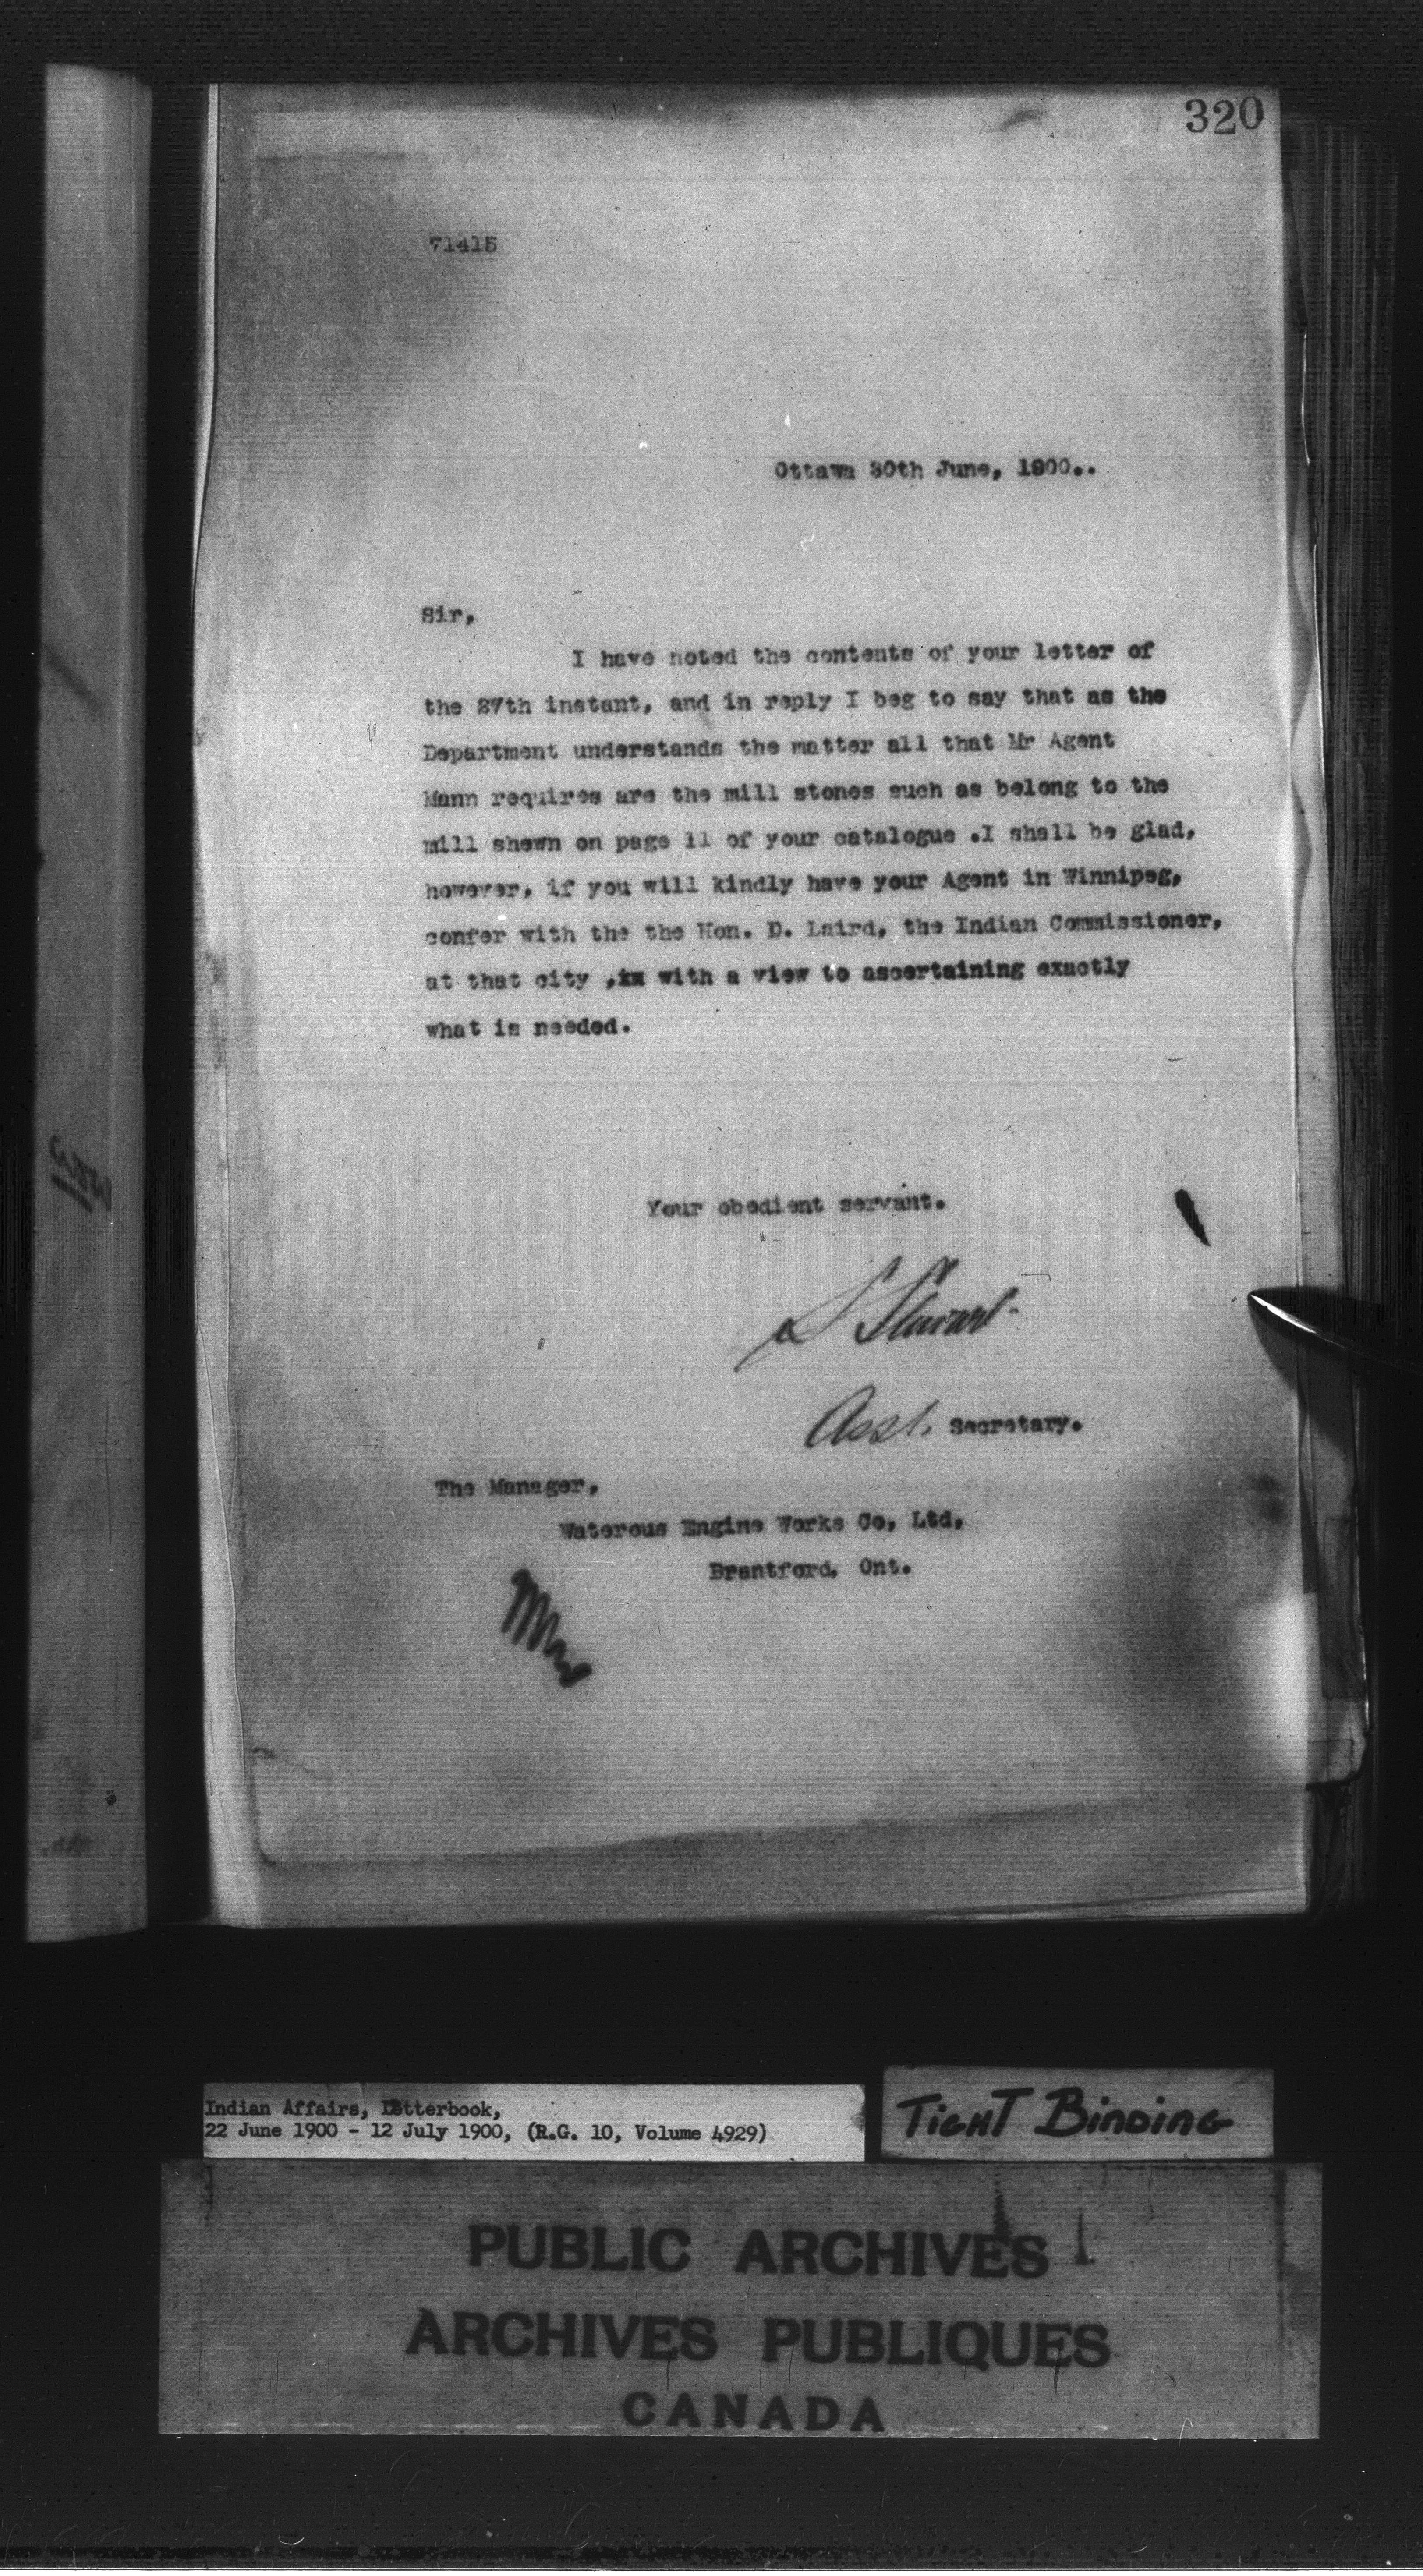 320
71415
Ottawa 30th June, 1900..
Sir,
I have noted the contents of your letter of
the 27th instant, and in reply I beg to say that as the
Department understands the matter all that Mr Agent
Mann requires are the mill stones such as belong to the
mill shewn on page 11 of your catalogue .I shall be glad,
however, if you will kindly have your Agent in Winnipeg,
confer with the the Hon. D. Laird, the Indian Commissioner,
at that city , with a view to ascertaining exactly
what is needed.
Your obedient servant.
S Stewart
Asst. Secretary.
The Manager,
Waterous Engine Works Co, Ltd,
Brantford, Ont.
Indian Affairs, Letterbook,
22 June 1900 - 12 July 1900, (R.G. 10, Volume 4929)
TIGHT BINDING
PUBLIC ARCHIVES
ARCHIVES PUBLIQUES
CANADA